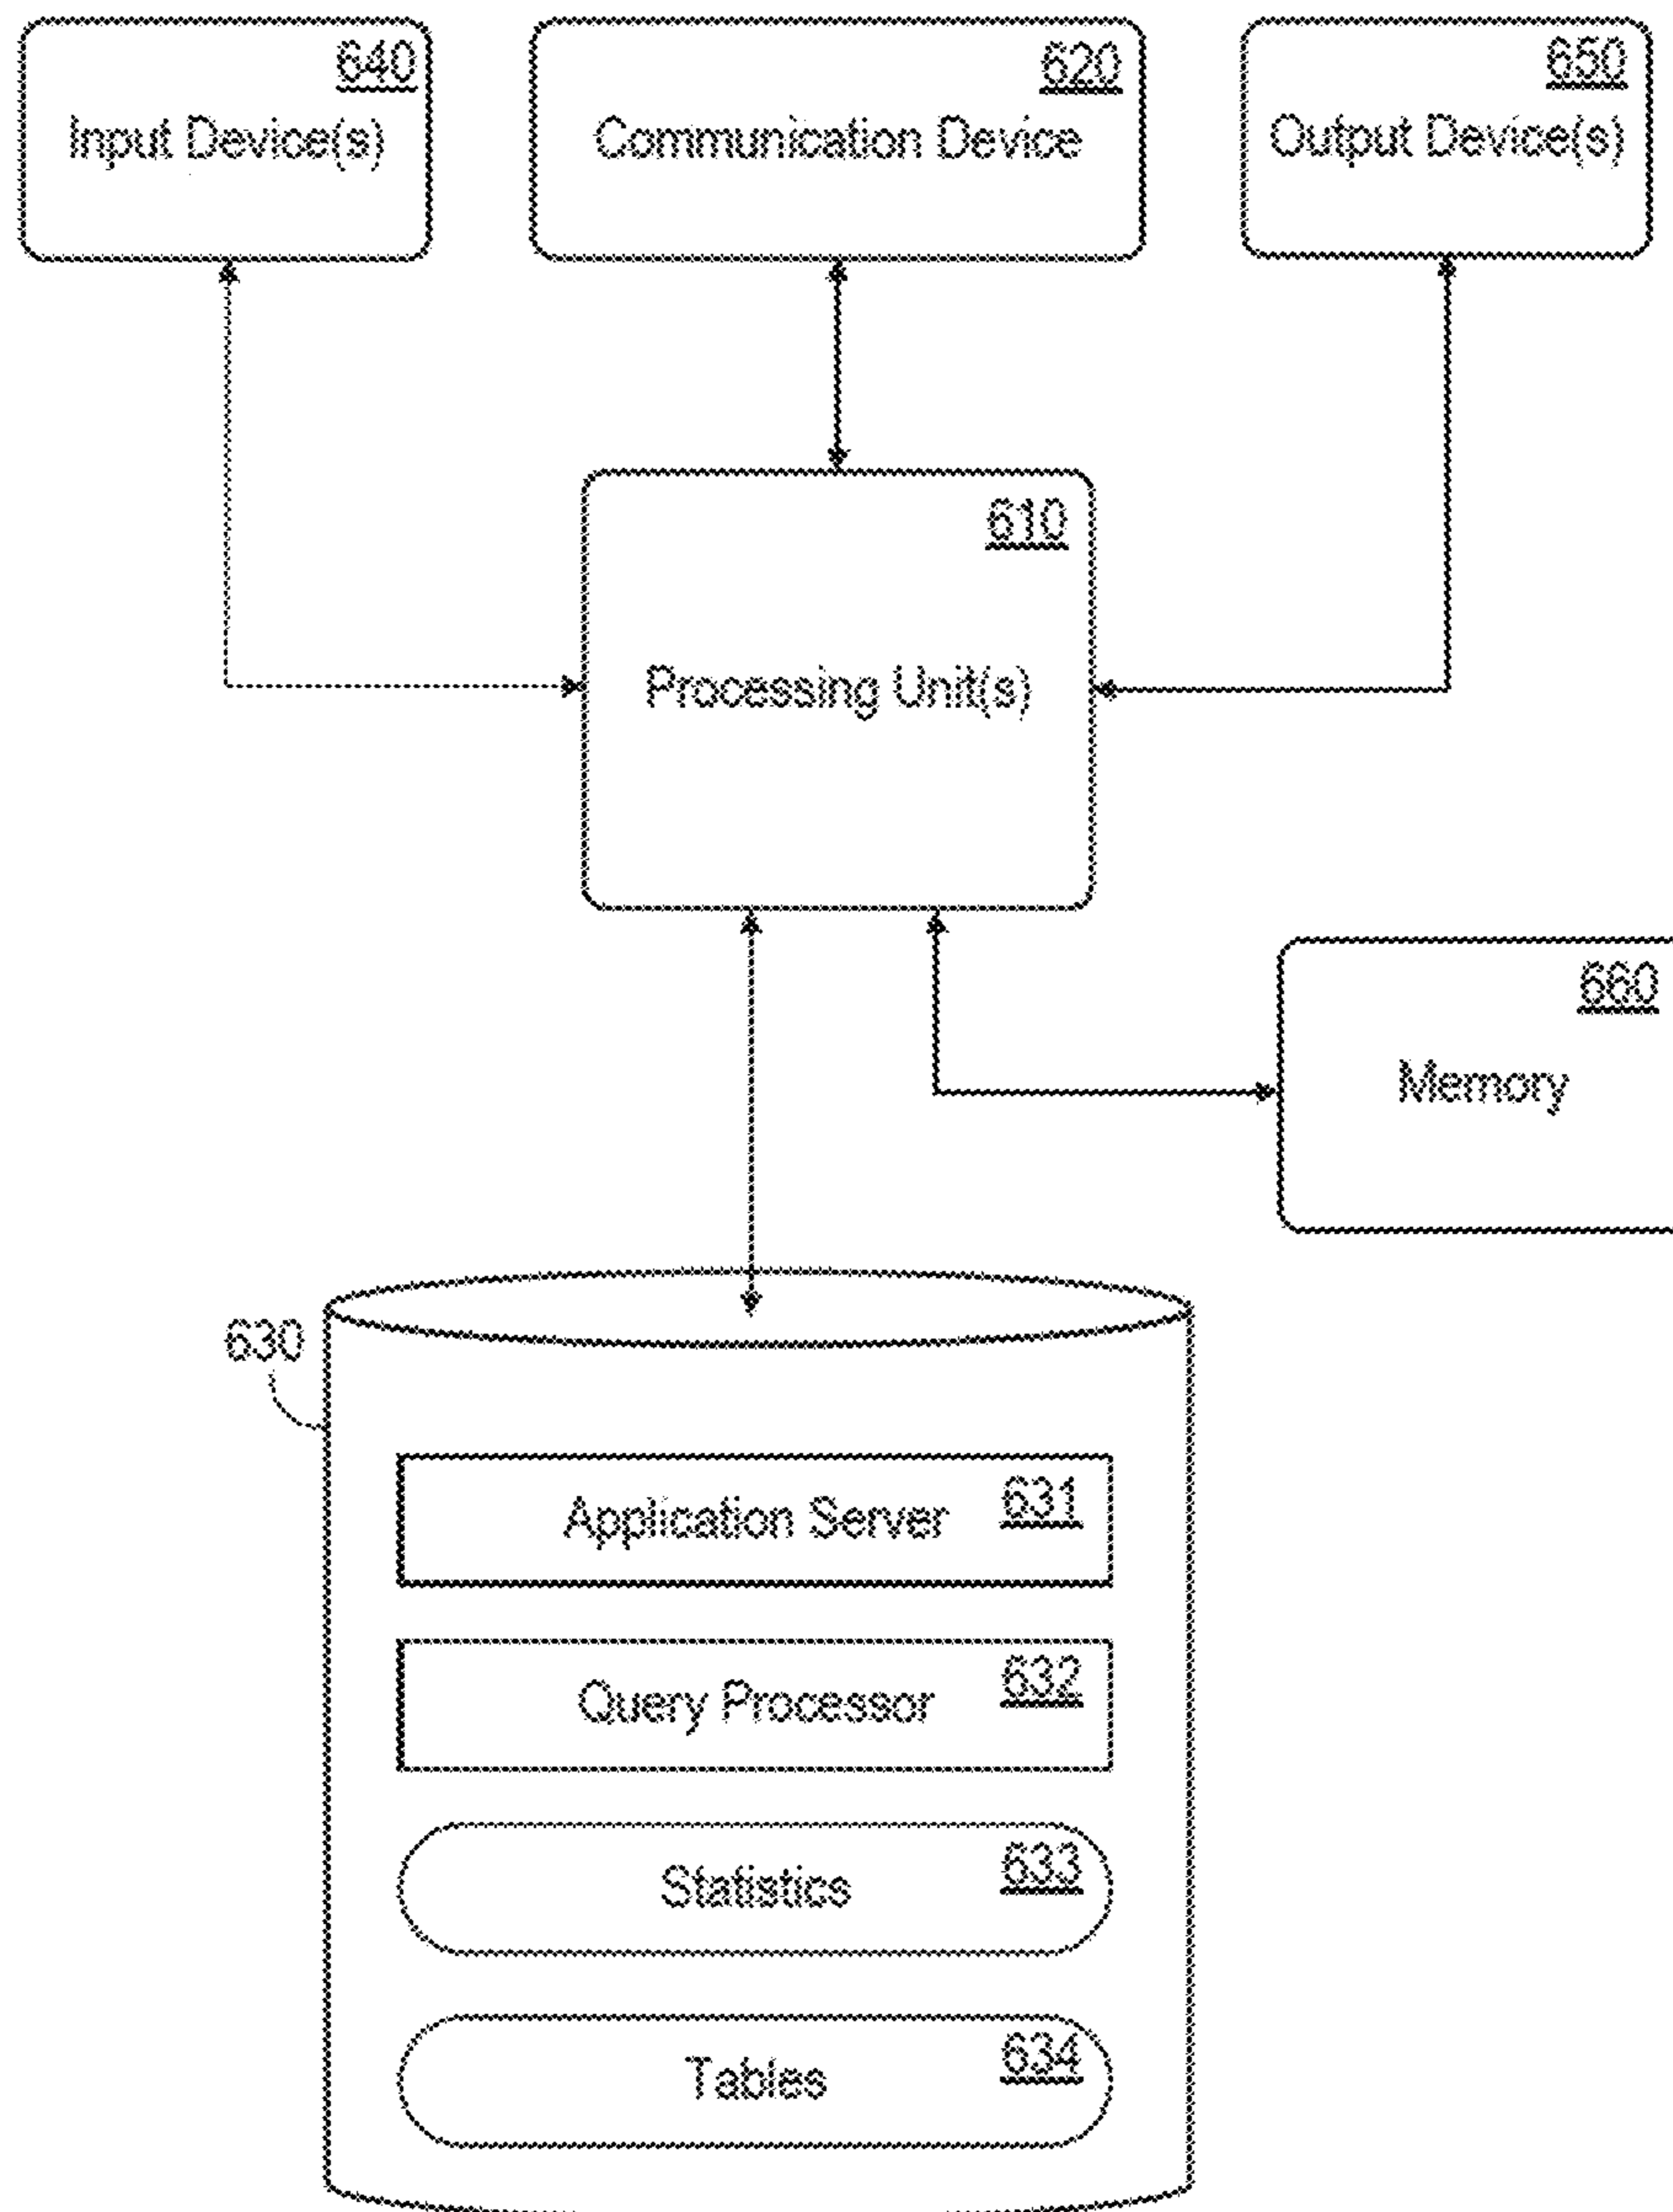 640
Input Device(s)
620
Communication Device
650
Output Device(s)
610
Processing Unit(s)
660
Memory
630
631
Application Server
632
Query Processor
633
Statistics
634
Tables